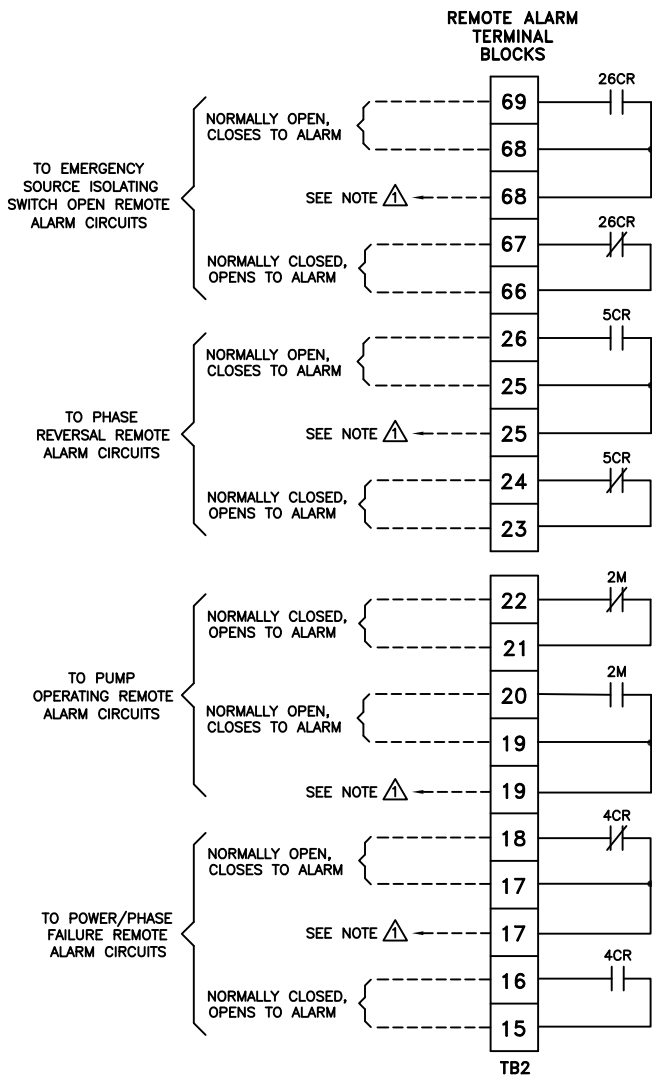 REMOTE ALARM
TERMINAL
BLOCKS
TO EMERGENCY
SOURCE ISOLATING
SWITCH OPEN REMOTE
ALARM CIRCUITS
NORMALLY OPEN,
CLOSES TO ALARM
69
26CR
68
SEE NOTE 1
68
NORMALLY CLOSED,
OPENS TO ALARM
67
26CR
66
TO PHASE
REVERSAL REMOTE
ALARM CIRCUITS
NORMALLY OPEN,
CLOSES TO ALARM
26
5CR
25
SEE NOTE 1
25
NORMALLY CLOSED,
OPENS TO ALARM
24
5CR
23
TO PUMP
OPERATING REMOTE
ALARM CIRCUITS
NORMALLY CLOSED,
OPENS TO ALARM
22
2M
21
NORMALLY OPEN,
CLOSES TO ALARM
20
2M
19
SEE NOTE 1
19
TO POWER/PHASE
FAILURE REMOTE
ALARM CIRCUITS
NORMALLY OPEN,
CLOSES TO ALARM
18
4CR
17
SEE NOTE 1
17
NORMALLY CLOSED,
OPENS TO ALARM
16
4CR
15
TB2